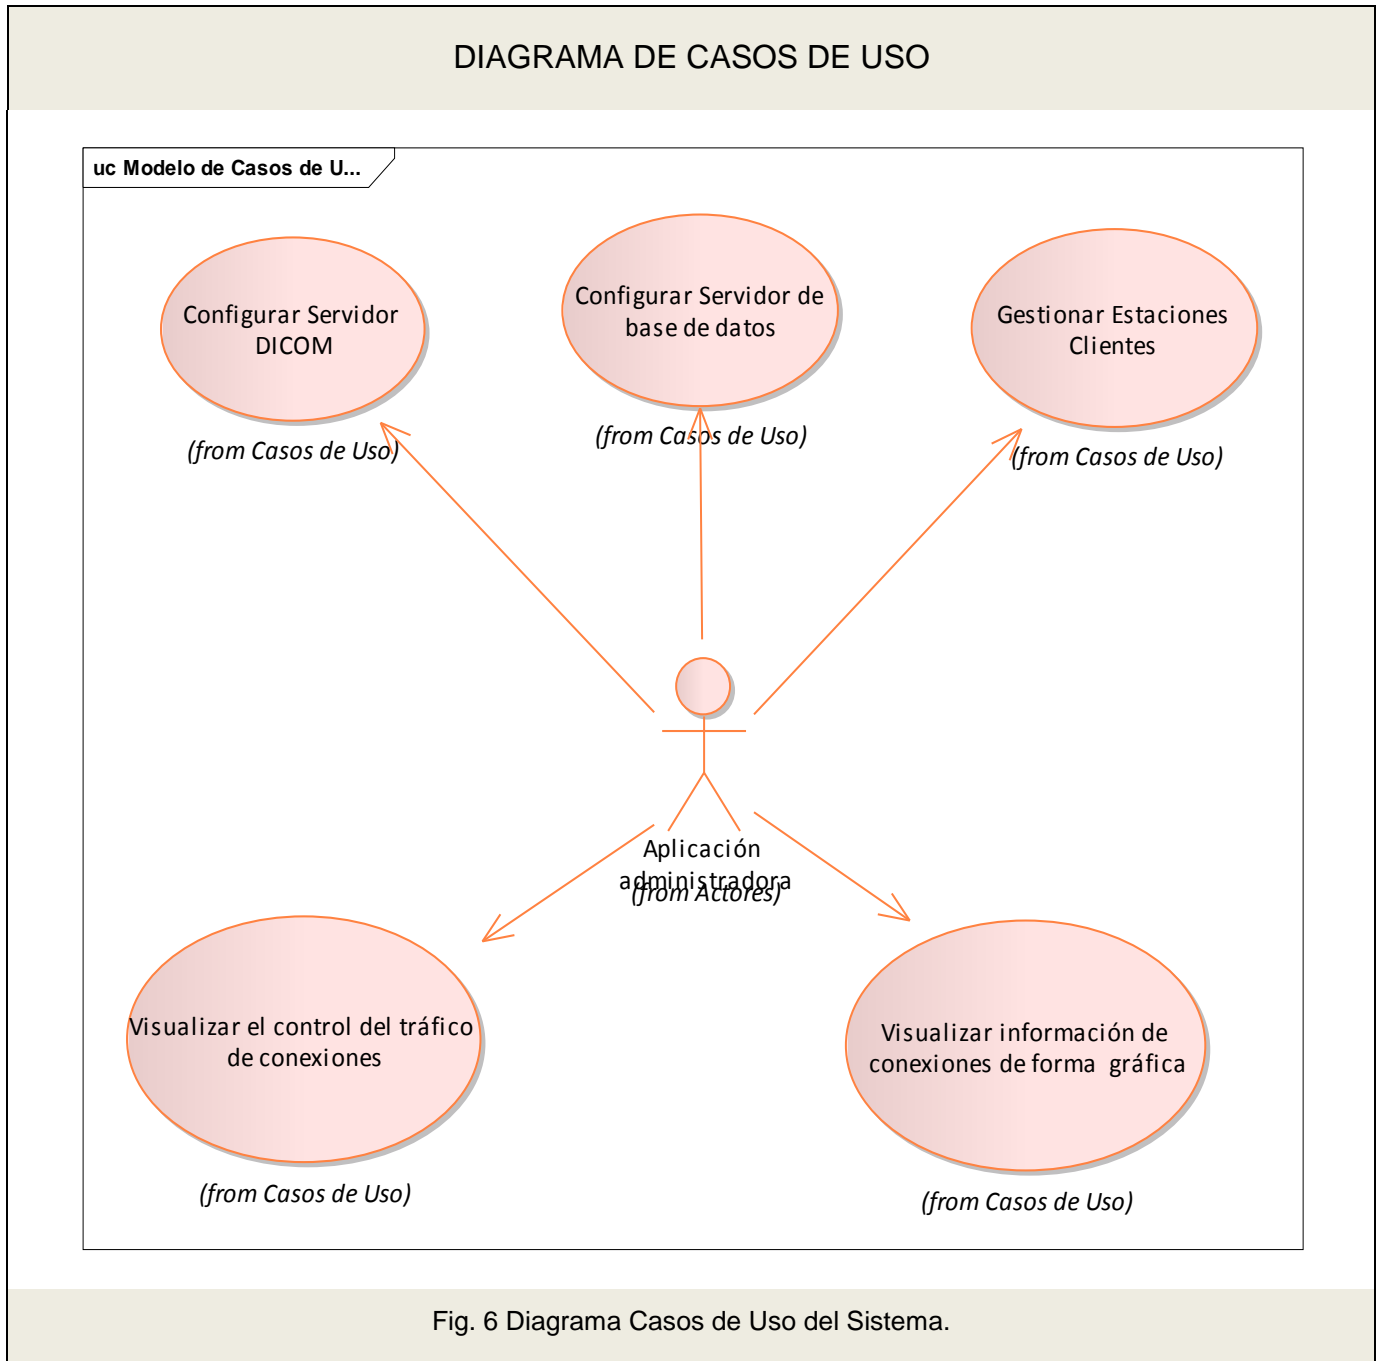 DIAGRAMA DE CASOS DE USO
uc Modelo de Casos de U...
Configurar Servidor
DICOM
(from Casos de Uso)
Configurar Servidor de
base de datos
(from Casos de Uso)
Gestionar Estaciones
Clientes
(from Casos de Uso)
Aplicación
administradora
(from Actores)
Visualizar el control del tráfico
de conexiones
(from Casos de Uso)
Visualizar información de
conexiones de forma gráfica
(from Casos de Uso)
Fig. 6 Diagrama Casos de Uso del Sistema.